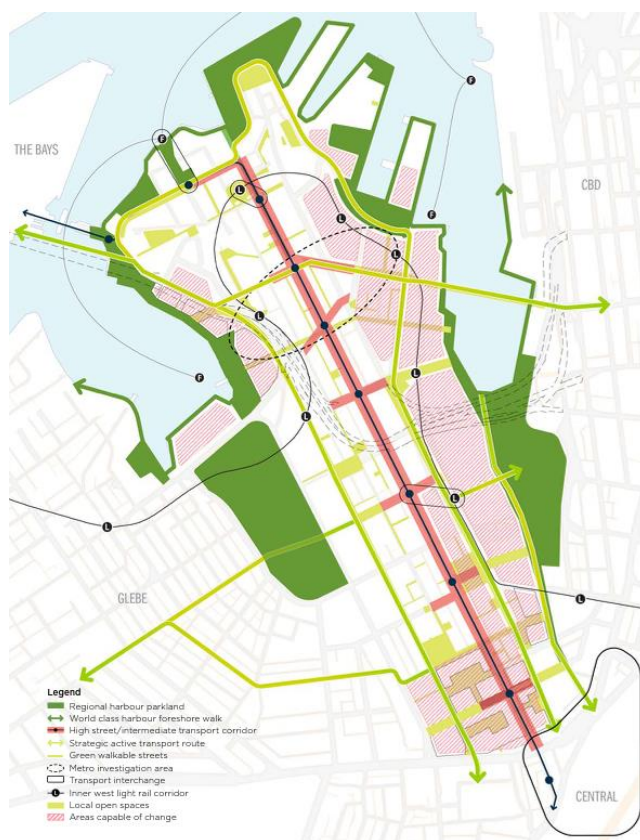 F
F
THE BAYS
CBD
L
L
F
L
L
L
F
L
L
L
L
GLEBE
CENTRAL
Legend
Regional harbour parkland
World class harbour foreshore walk
High street/intermediate transport corridor
Strategic active transport route
Green walkable streets
Metro investigation area
Transport interchange
L Inner west light rail corridor
Local open spaces
Areas capable of change